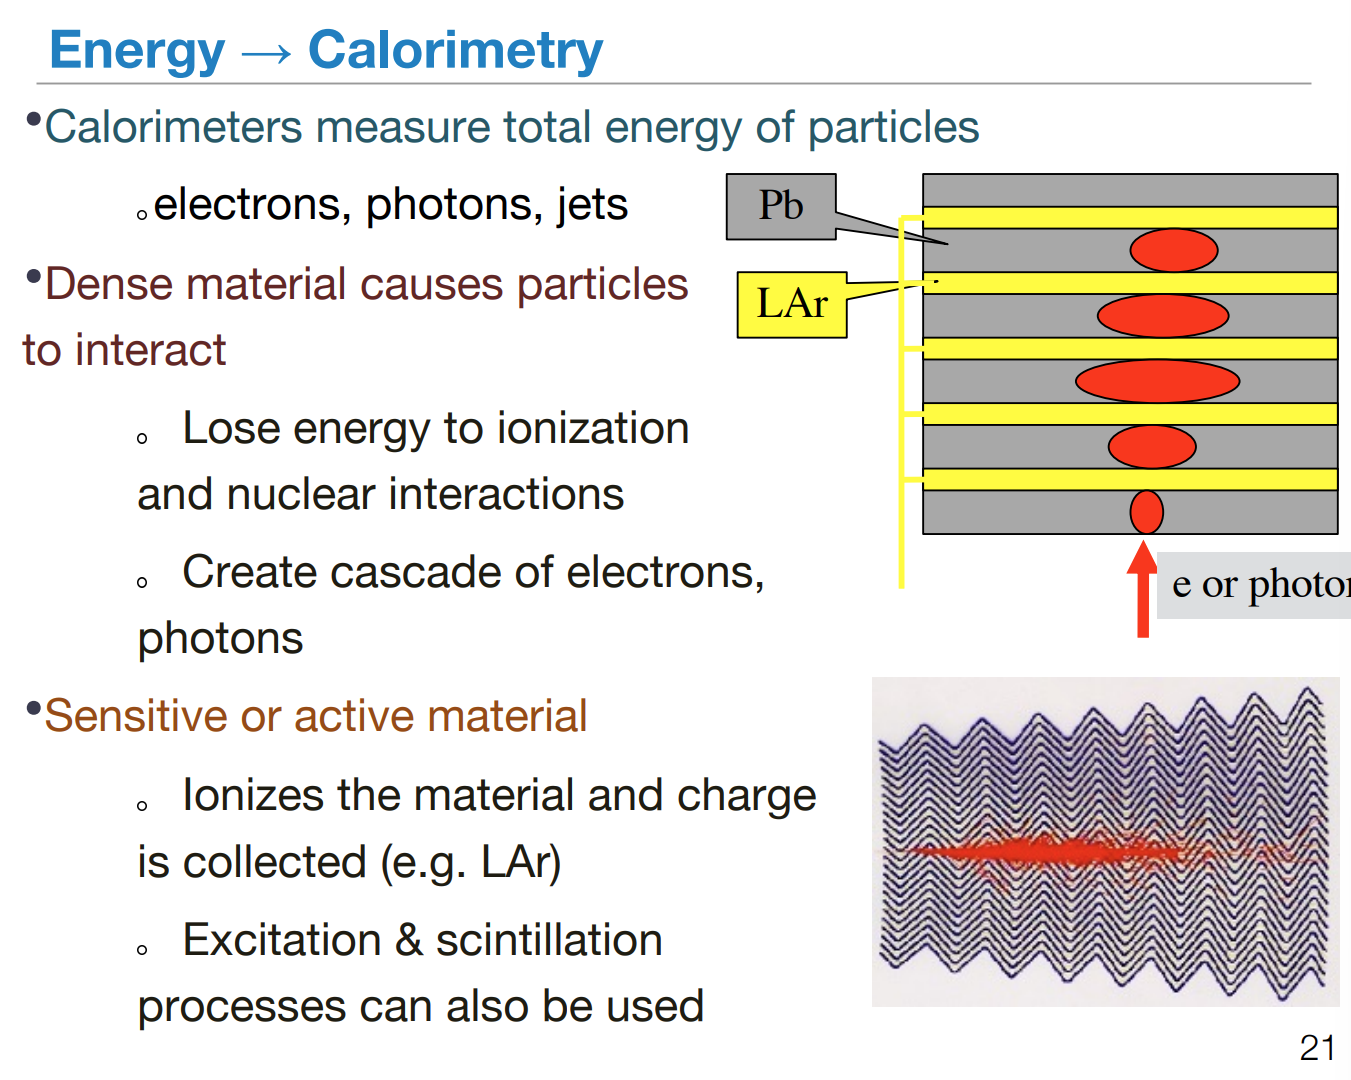 Energy → Calorimetry
•Calorimeters measure total energy of particles
○electrons, photons, jets
•Dense material causes particles
to interact
○ Lose energy to ionization
and nuclear interactions
○ Create cascade of electrons,
photons
•Sensitive or active material
○ Ionizes the material and charge
is collected (e.g. LAr)
○ Excitation & scintillation
processes can also be used
Pb
LAr
e or photon
21